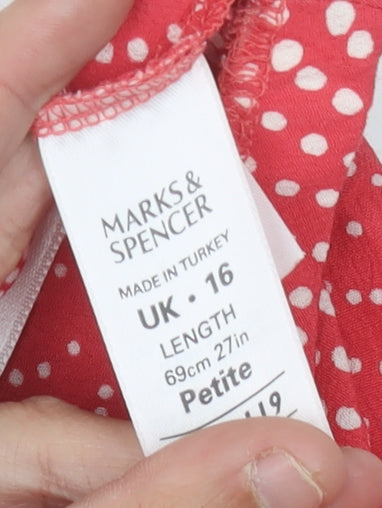 MARKS &
SPENCER
MADE IN TURKEY
UK • 16
LENGTH
69cm 27in
Petite